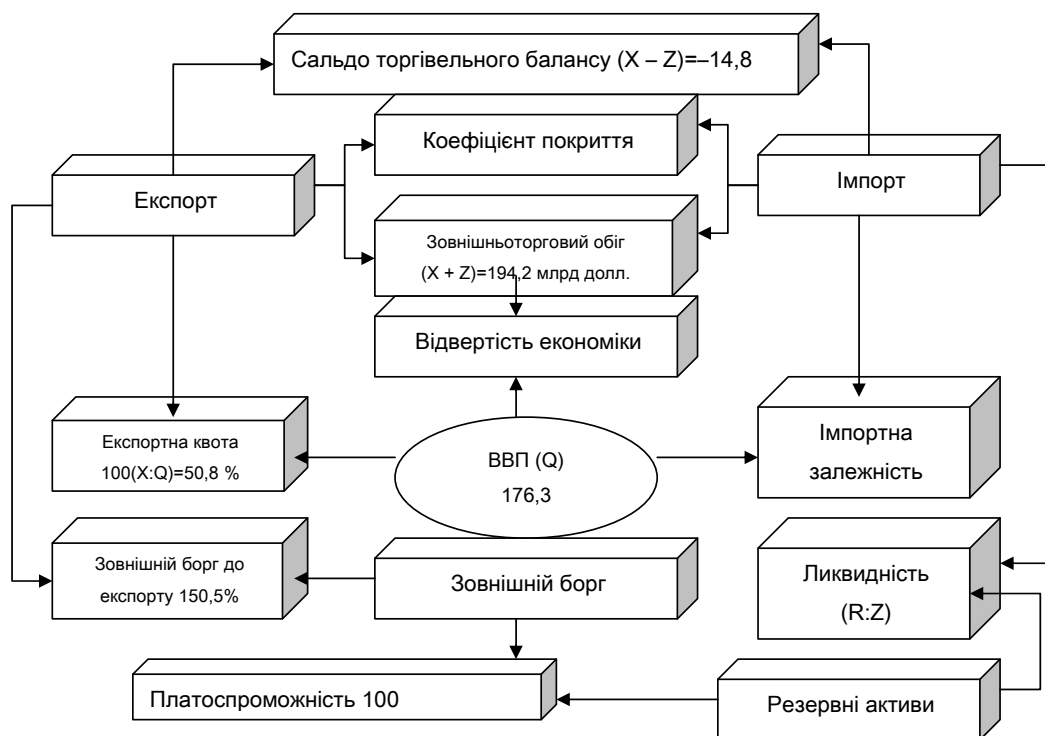 Сальдо торгівельного балансу (X – Z)=–14,8
Коефіцієнт покриття
Експорт
Імпорт
Зовнішньоторговий обіг
(X + Z)=194,2 млрд долл.
Відвертість економіки
Експортна квота
100(X:Q)=50,8 %
ВВП (Q)
176,3
Імпортна
залежність
Зовнішній борг до
експорту 150,5%
Зовнішній борг
Ликвидність
(R:Z)
Платоспроможність 100
Резервні активи